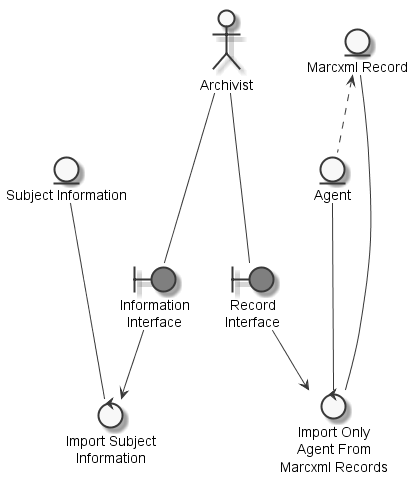 Archivist
Marcxml Record
Subject Information
Agent
Information
Interface
Record
Interface
Import Subject
Information
Import Only
Agent From
Marcxml Records